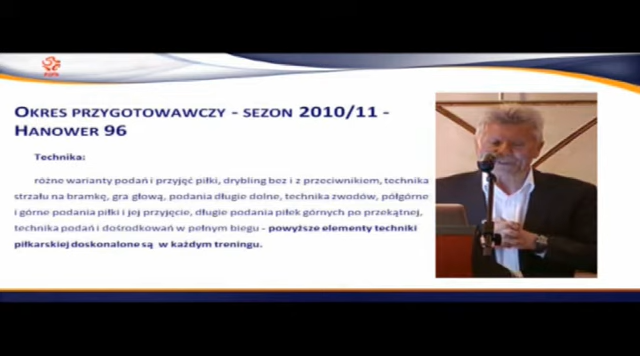 OKRES PRZYGOTOWAWCZY - SEZON 2010/11 -
HANOWER 96
Technika:
różne warianty podań i przyjęć piłki, drybling bez i z przeciwnikiem, technika
strzału na bramkę, gra głową, podania długie dolne, technika zwodów, półgórne
i górne podania piłki i jej przyjęcie, długie podania piłek górnych po przekątnej,
technika podań i dośrodkowań w pełnym biegu - powyższe elementy techniki
piłkarskiej doskonalone są w każdym treningu.